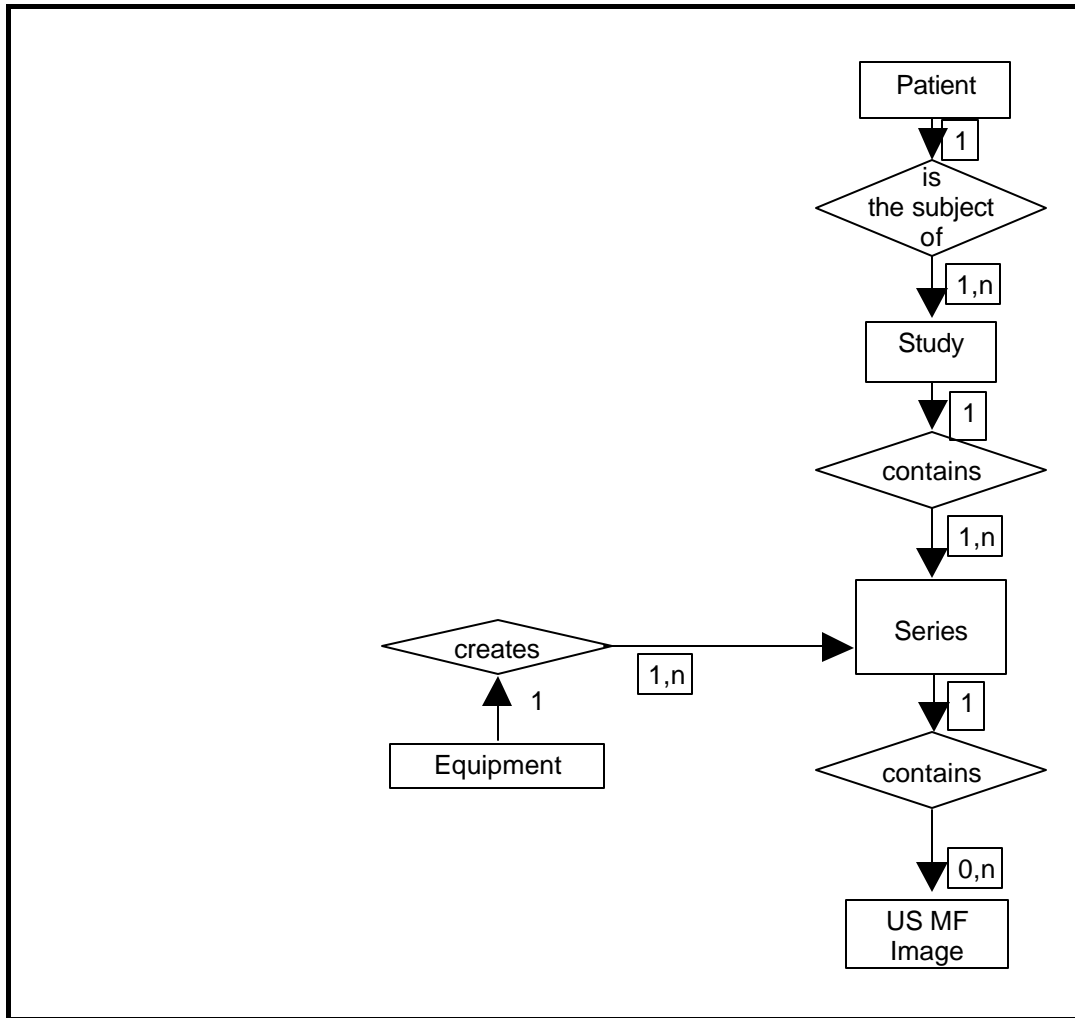 Patient
1
is
the subject
of
1,n
Study
1
contains
1,n
Series
creates
1,n
1
1
Equipment
contains
0,n
US MF
Image